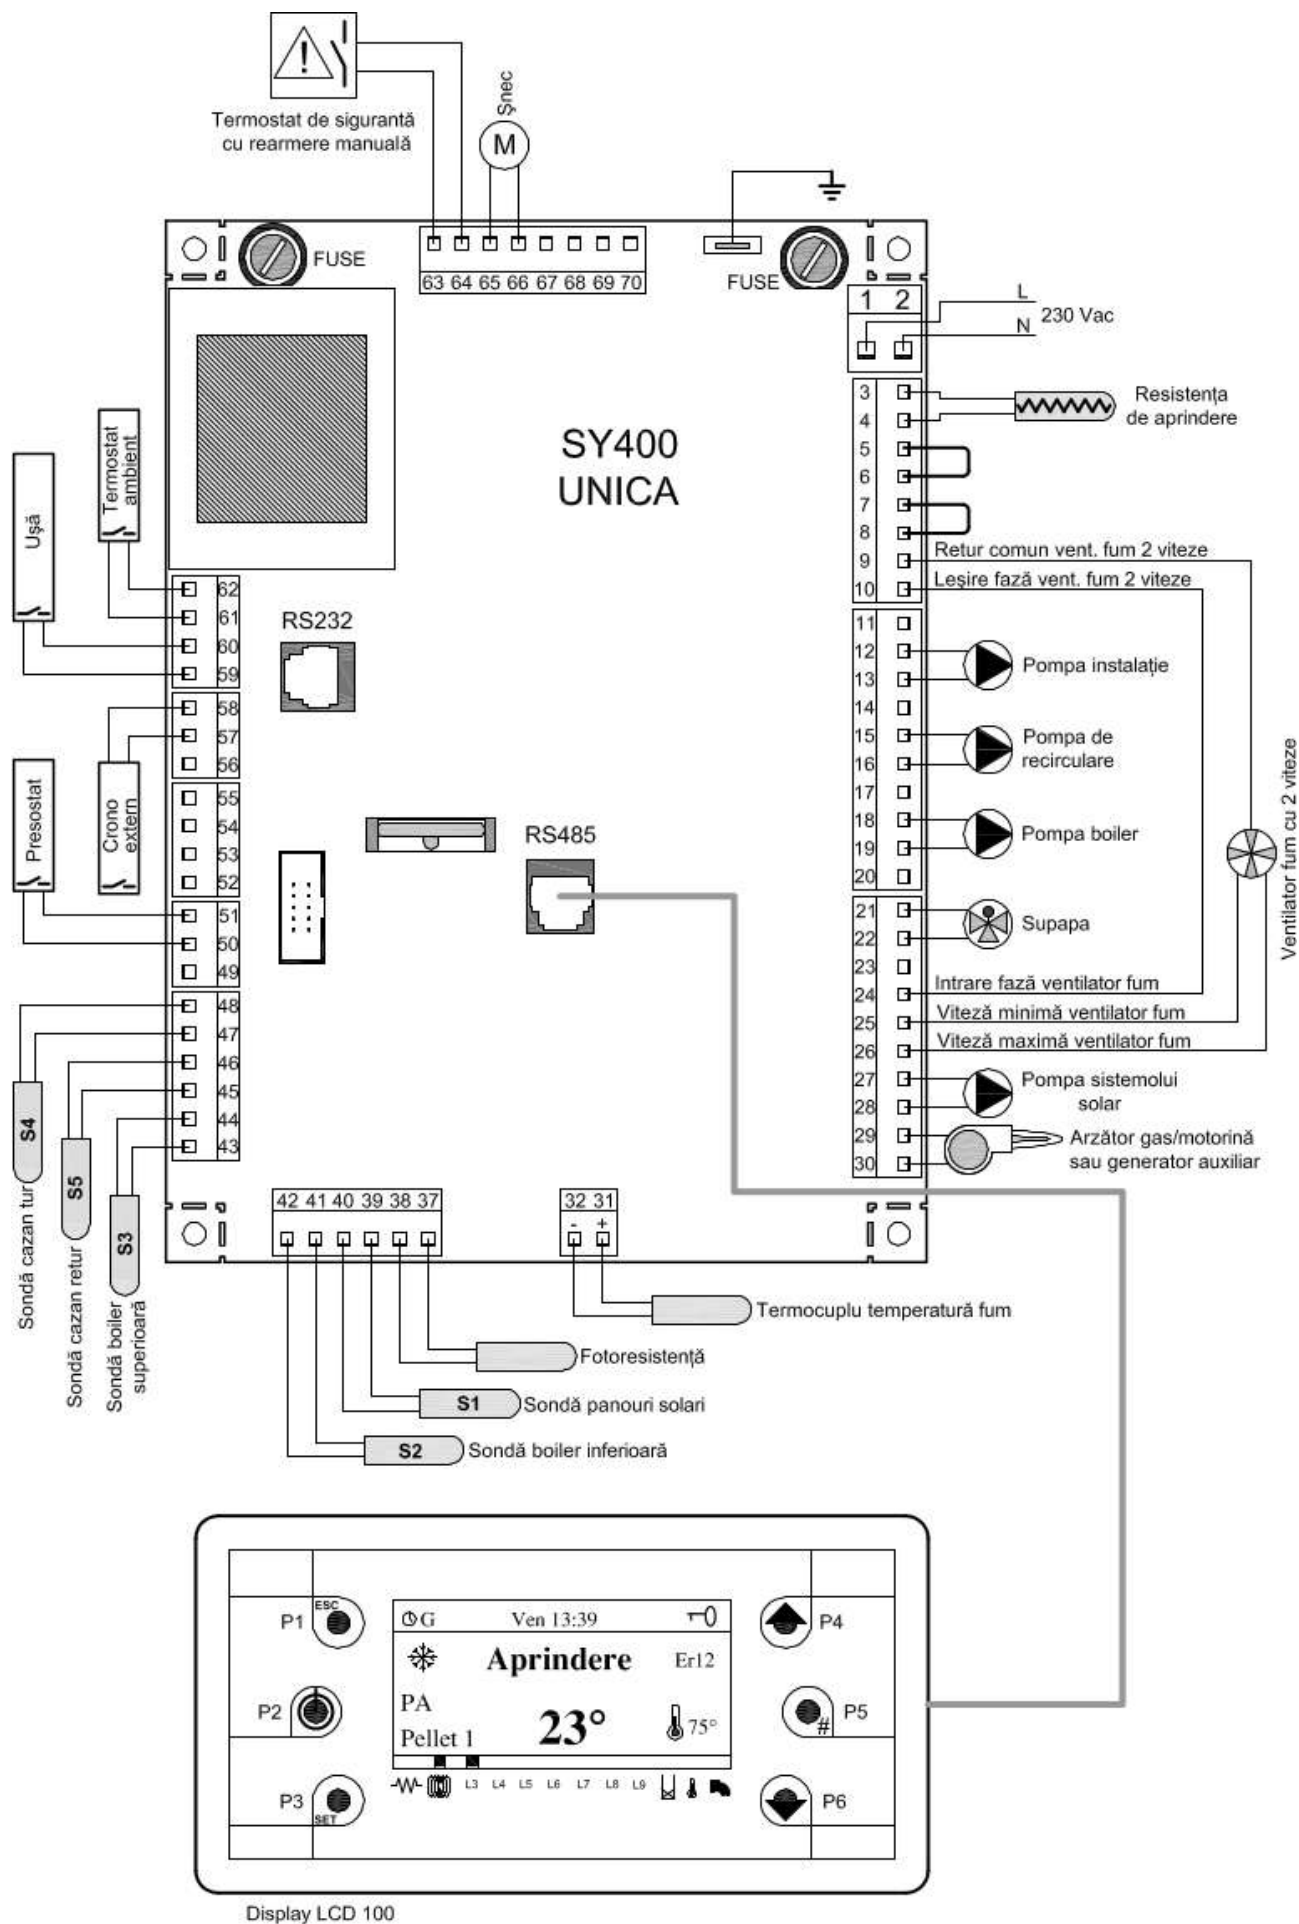 Șnec
M
Termostat de sigurantă
cu rearmere manuală
FUSE
63 64 65 66 67 68 69 70
FUSE
1 2
L
N
230 Vac
SY400
UNICA
3
4
5
6
7
8
9
10
Resistența
de aprindere
Retur comun vent. fum 2 viteze
Leșire fază vent. fum 2 viteze
11
12
13
14
15
16
17
18
19
20
Pompa instalație
Pompa de
recirculare
Pompa boiler
Ventilator fum cu 2 viteze
21
22
23
24
25
26
27
28
29
30
Supapa
Intrare fază ventilator fum
Viteză minimă ventilator fum
Viteză maximă ventilator fum
Pompa sistemolui
solar
Arzător gas/motorină
sau generator auxiliar
Ușă
Termostat
ambient
62
61
60
59
58
57
56
55
54
53
52
51
50
49
48
47
46
45
44
43
RS232
RS485
Presostat
Crono
extern
S4
Sondă cazan tur
S5
Sondă cazan retur
S3
Sondă boiler
superioară
42 41 40 39 38 37
32 31
- +
Termocuplu temperatură fum
Fotoresistență
S1
Sondă panouri solari
S2
Sondă boiler inferioară
P1
ESC
P2
P3
SET
G
Ven 13:39
Aprindere
Er12
PA
Pellet 1
23°
75°
L3 L4 L5 L6 L7 L8 L9
P4
P5
#
P6
Display LCD 100